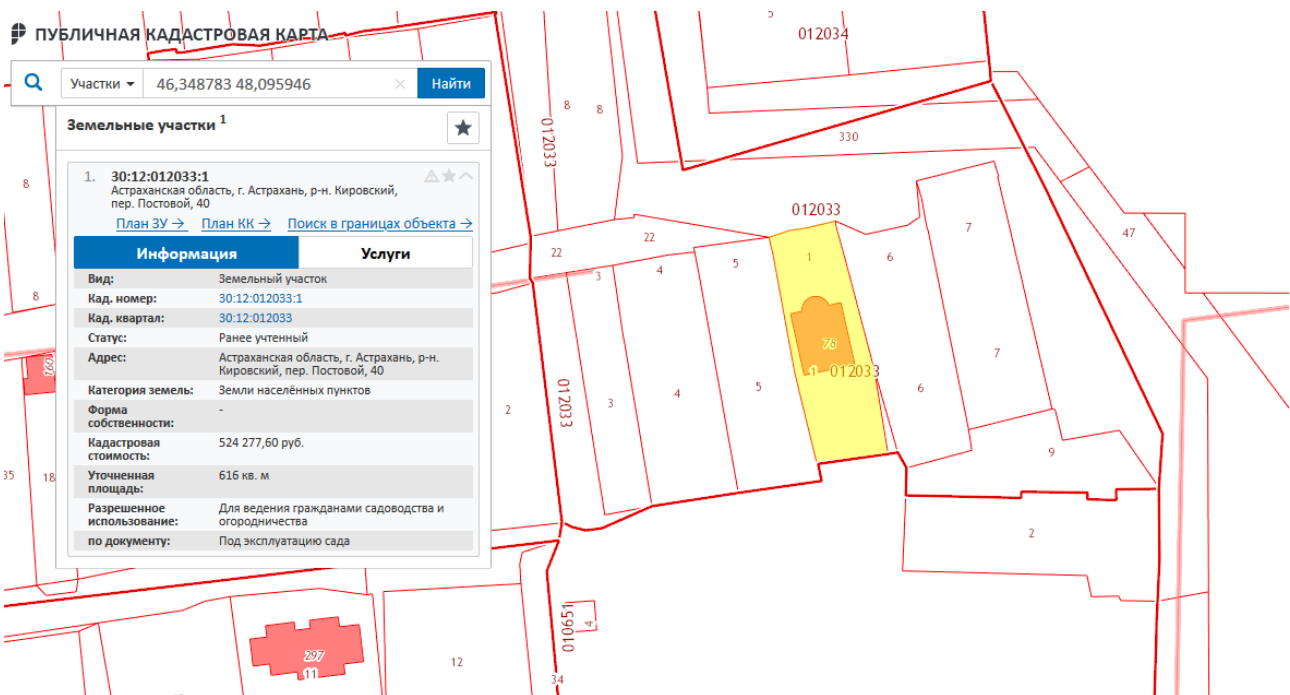 ПУБЛИЧНАЯ КАДАСТРОВАЯ КАРТА
Участки
46,348783 48,095946
×
Найти
Земельные участки 1
1. 30:12:012033:1
Астраханская область, г. Астрахань, р-н. Кировский,
пер. Постовой, 40
План ЗУ → План КК → Поиск в границах объекта →
Информация Услуги
Вид: Земельный участок
Кад. номер: 30:12:012033:1
Кад. квартал: 30:12:012033
Статус: Ранее учтенный
Адрес: Астраханская область, г. Астрахань, р-н.
Кировский, пер. Постовой, 40
Категория земель: Земли населённых пунктов
Форма
собственности: -
Кадастровая
стоимость: 524 277,60 руб.
Уточненная
площадь: 616 кв. м
Разрешенное
использование: Для ведения гражданами садоводства и
огородничества
по документу: Под эксплуатацию сада
5
012034
8
8
012033
330
8
012033
22
22
7
47
1
6
5
4
3
8
78
1
012033
160
7
012033
2
3
4
5
6
9
35
18
2
010651
4
297
11
12
34